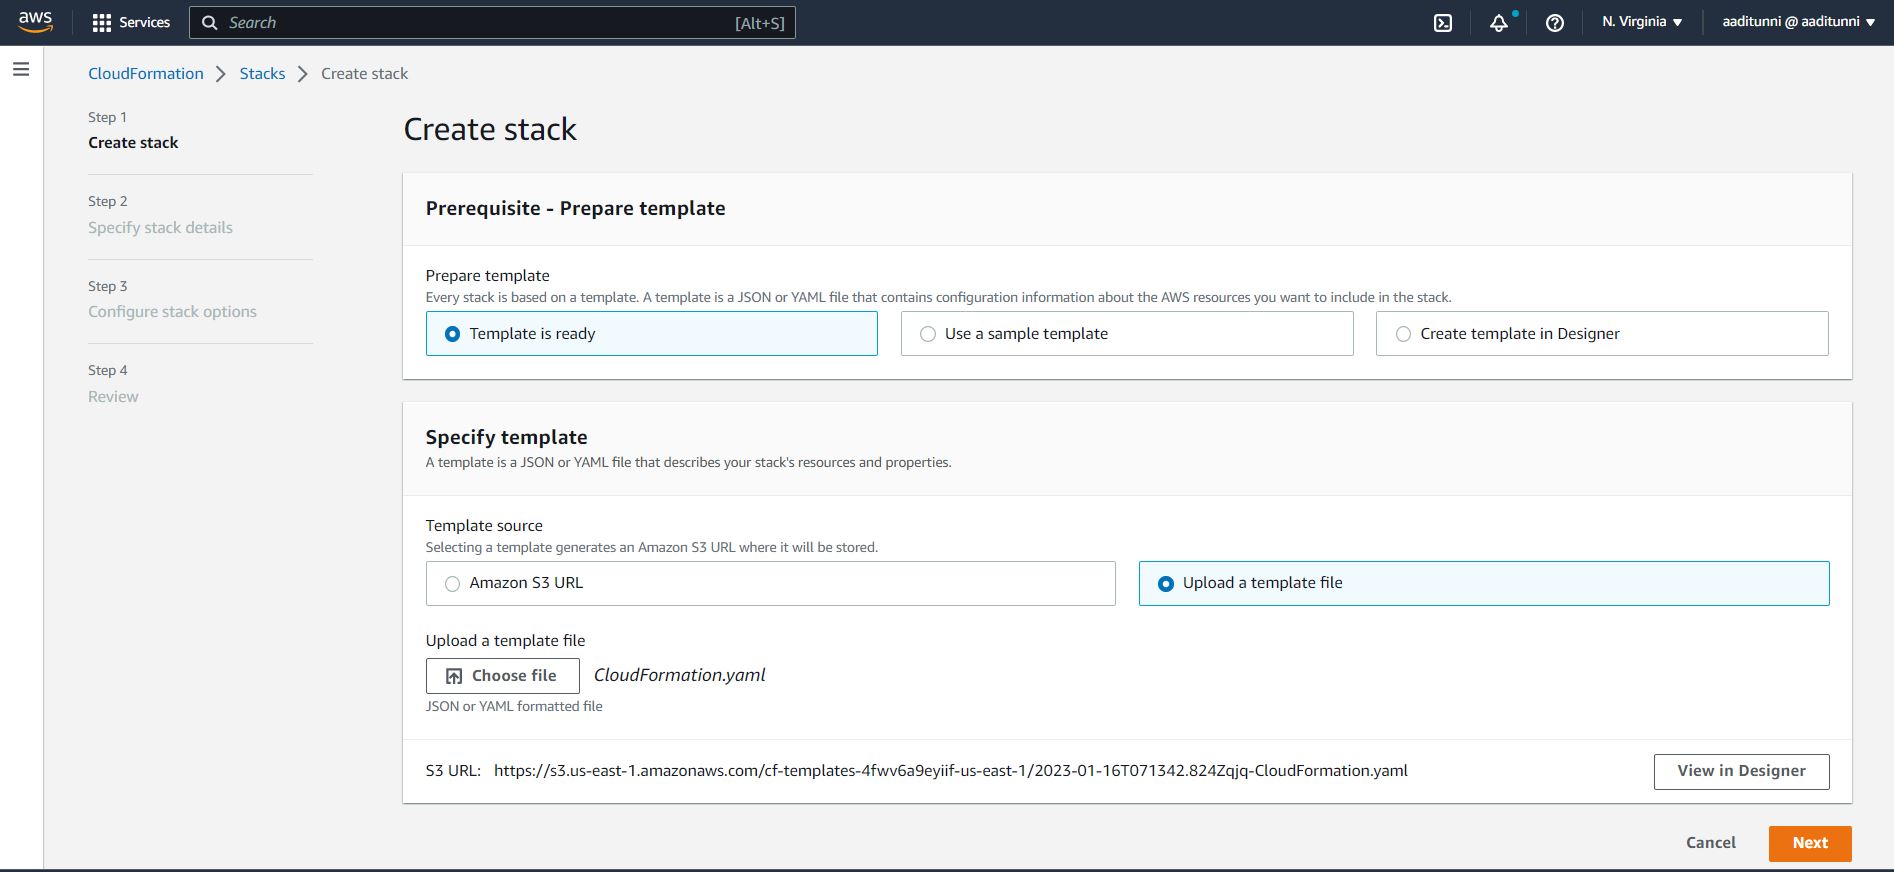 aws
Services
Search [Alt+S]
N. Virginia
aaditunni @ aaditunni
CloudFormation
Stacks
Create stack
Step 1
Create stack
Step 2
Specify stack details
Step 3
Configure stack options
Step 4
Review
Create stack
Prerequisite - Prepare template
Prepare template
Every stack is based on a template. A template is a JSON or YAML file that contains configuration information about the AWS resources you want to include in the stack.
Template is ready
Use a sample template
Create template in Designer
Specify template
A template is a JSON or YAML file that describes your stack's resources and properties.
Template source
Selecting a template generates an Amazon S3 URL where it will be stored.
Amazon S3 URL
Upload a template file
Upload a template file
Choose file
CloudFormation.yaml
JSON or YAML formatted file
S3 URL: https://s3.us-east-1.amazonaws.com/cf-templates-4fwv6a9eyiif-us-east-1/2023-01-16T071342.824Zqjq-CloudFormation.yaml
View in Designer
Cancel
Next